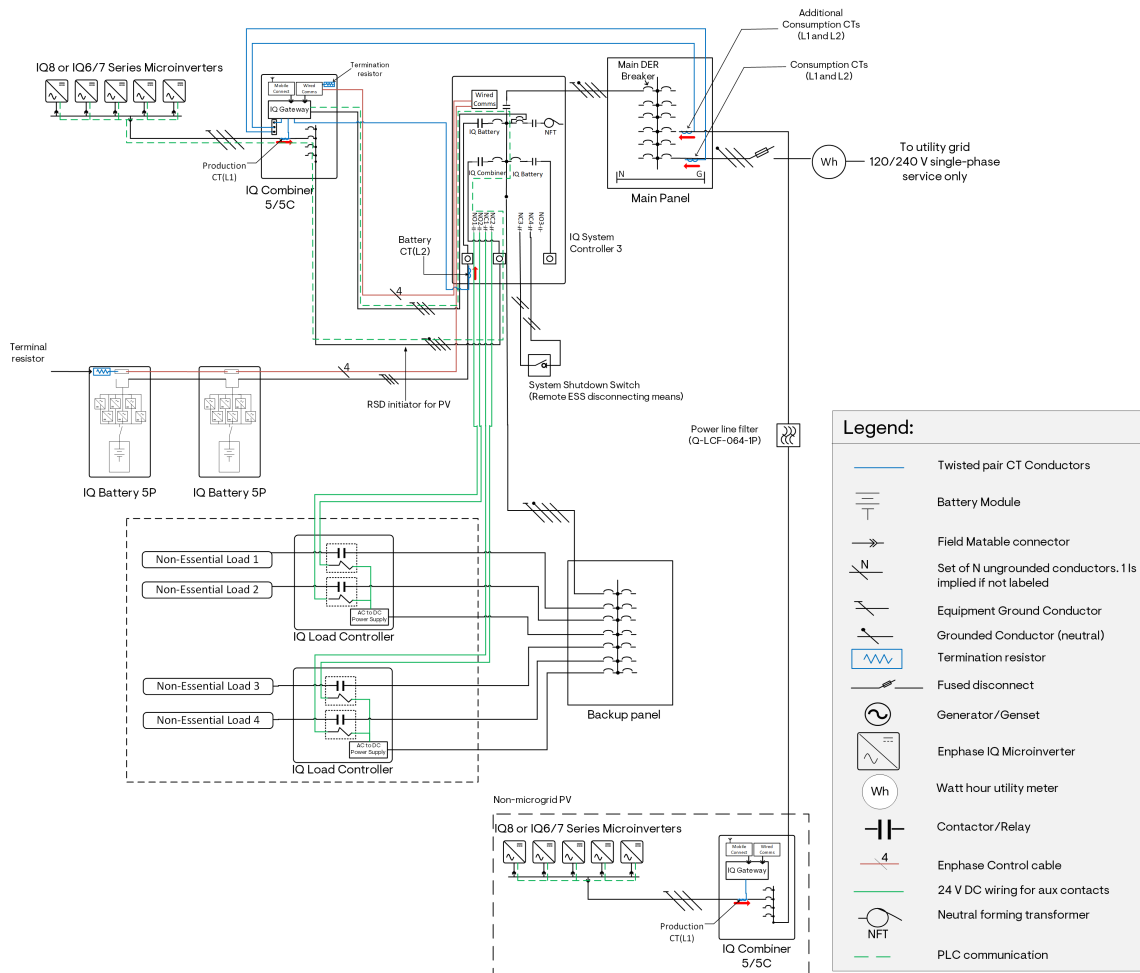 Additional
Consumption CTs
(L1 and L2)
Consumption CTs
(L1 and L2)
Main DER
Breaker
IQ8 or IQ6/7 Series Microinverters
Termination
resistor
Mobile
Connect
Wired
Comms
IQ Gateway
Production
CT(L1)
IQ Combiner
5/5C
Wired
Comms
IQ Battery
NFT
IQ Combiner
IQ Battery
NO1
NO2
NC1
NC2
NC3
NC4
NO3
IQ System
Controller 3
Battery
CT(L2)
N
G
Main Panel
Wh
To utility grid
120/240 V single-phase
service only
4
Terminal
resistor
4
RSD initiator for PV
System Shutdown Switch
(Remote ESS disconnecting means)
IQ Battery 5P
IQ Battery 5P
Power line filter
(Q-LCF-064-1P)
Non-Essential Load 1
Non-Essential Load 2
AC to DC
Power Supply
IQ Load Controller
Non-Essential Load 3
Non-Essential Load 4
AC to DC
Power Supply
IQ Load Controller
Backup panel
Non-microgrid PV
IQ8 or IQ6/7 Series Microinverters
Mobile
Connect
Wired
Comms
IQ Gateway
Production
CT(L1)
IQ Combiner
5/5C
Legend:
Twisted pair CT Conductors
Battery Module
Field Matable connector
N
Set of N ungrounded conductors. 1 Is
implied if not labeled
Equipment Ground Conductor
Grounded Conductor (neutral)
Termination resistor
Fused disconnect
Generator/Genset
Enphase IQ Microinverter
Wh
Watt hour utility meter
Contactor/Relay
4
Enphase Control cable
24 V DC wiring for aux contacts
NFT
Neutral forming transformer
PLC communication